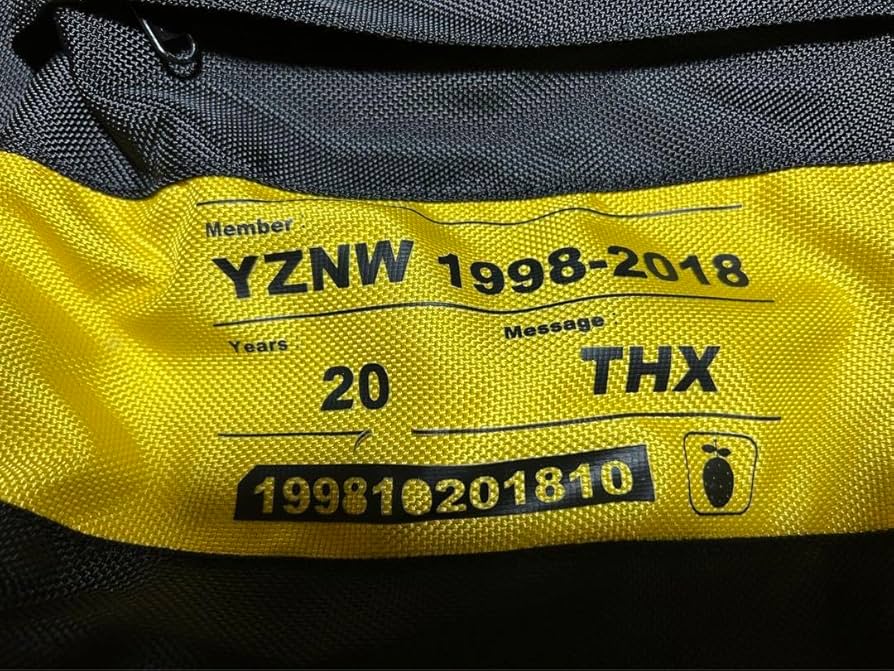 Member :
YZNW 1998-2018
Years :
Message :
20
THX
199810201810